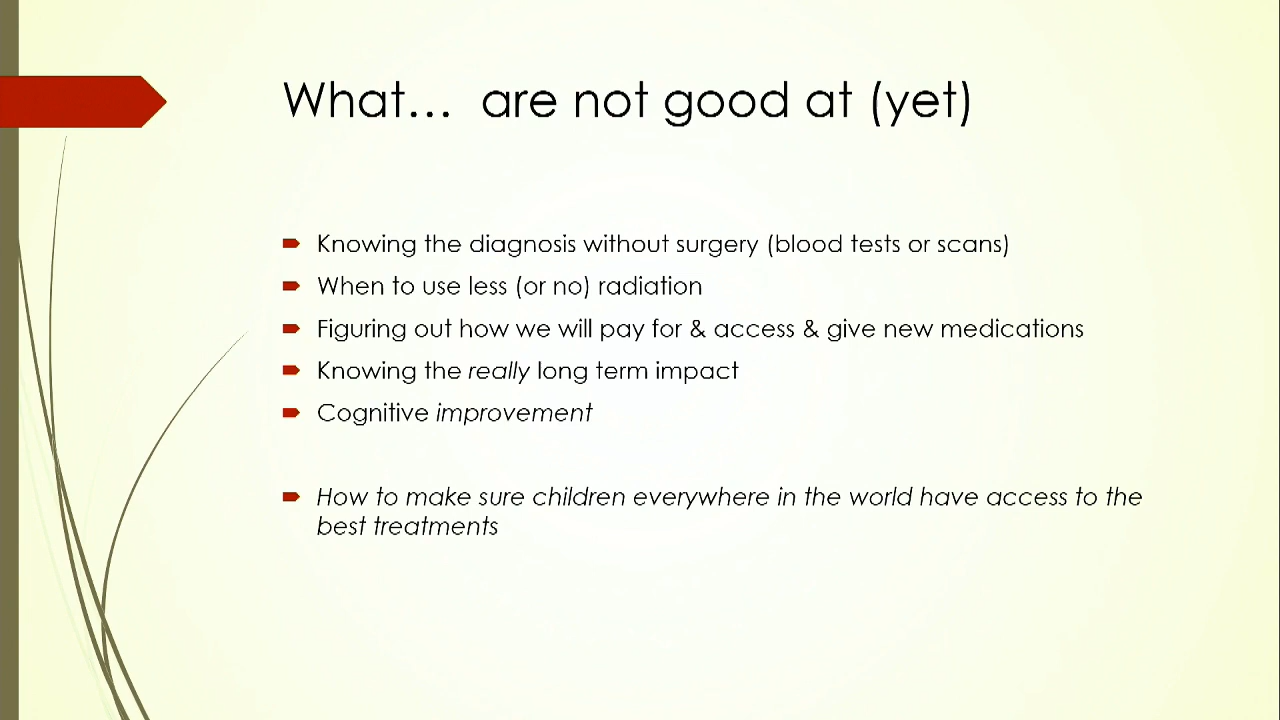 What… are not good at (yet)
Knowing the diagnosis without surgery (blood tests or scans)
When to use less (or no) radiation
Figuring out how we will pay for & access & give new medications
Knowing the really long term impact
Cognitive improvement
How to make sure children everywhere in the world have access to the
best treatments